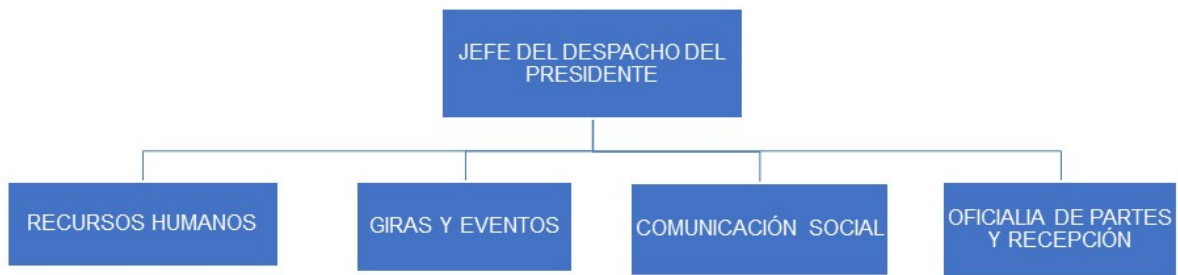 JEFE DEL DESPACHO DEL
PRESIDENTE
RECURSOS HUMANOS
GIRAS Y EVENTOS
COMUNICACIÓN SOCIAL
OFICIALIA DE PARTES
Y RECEPCIÓN